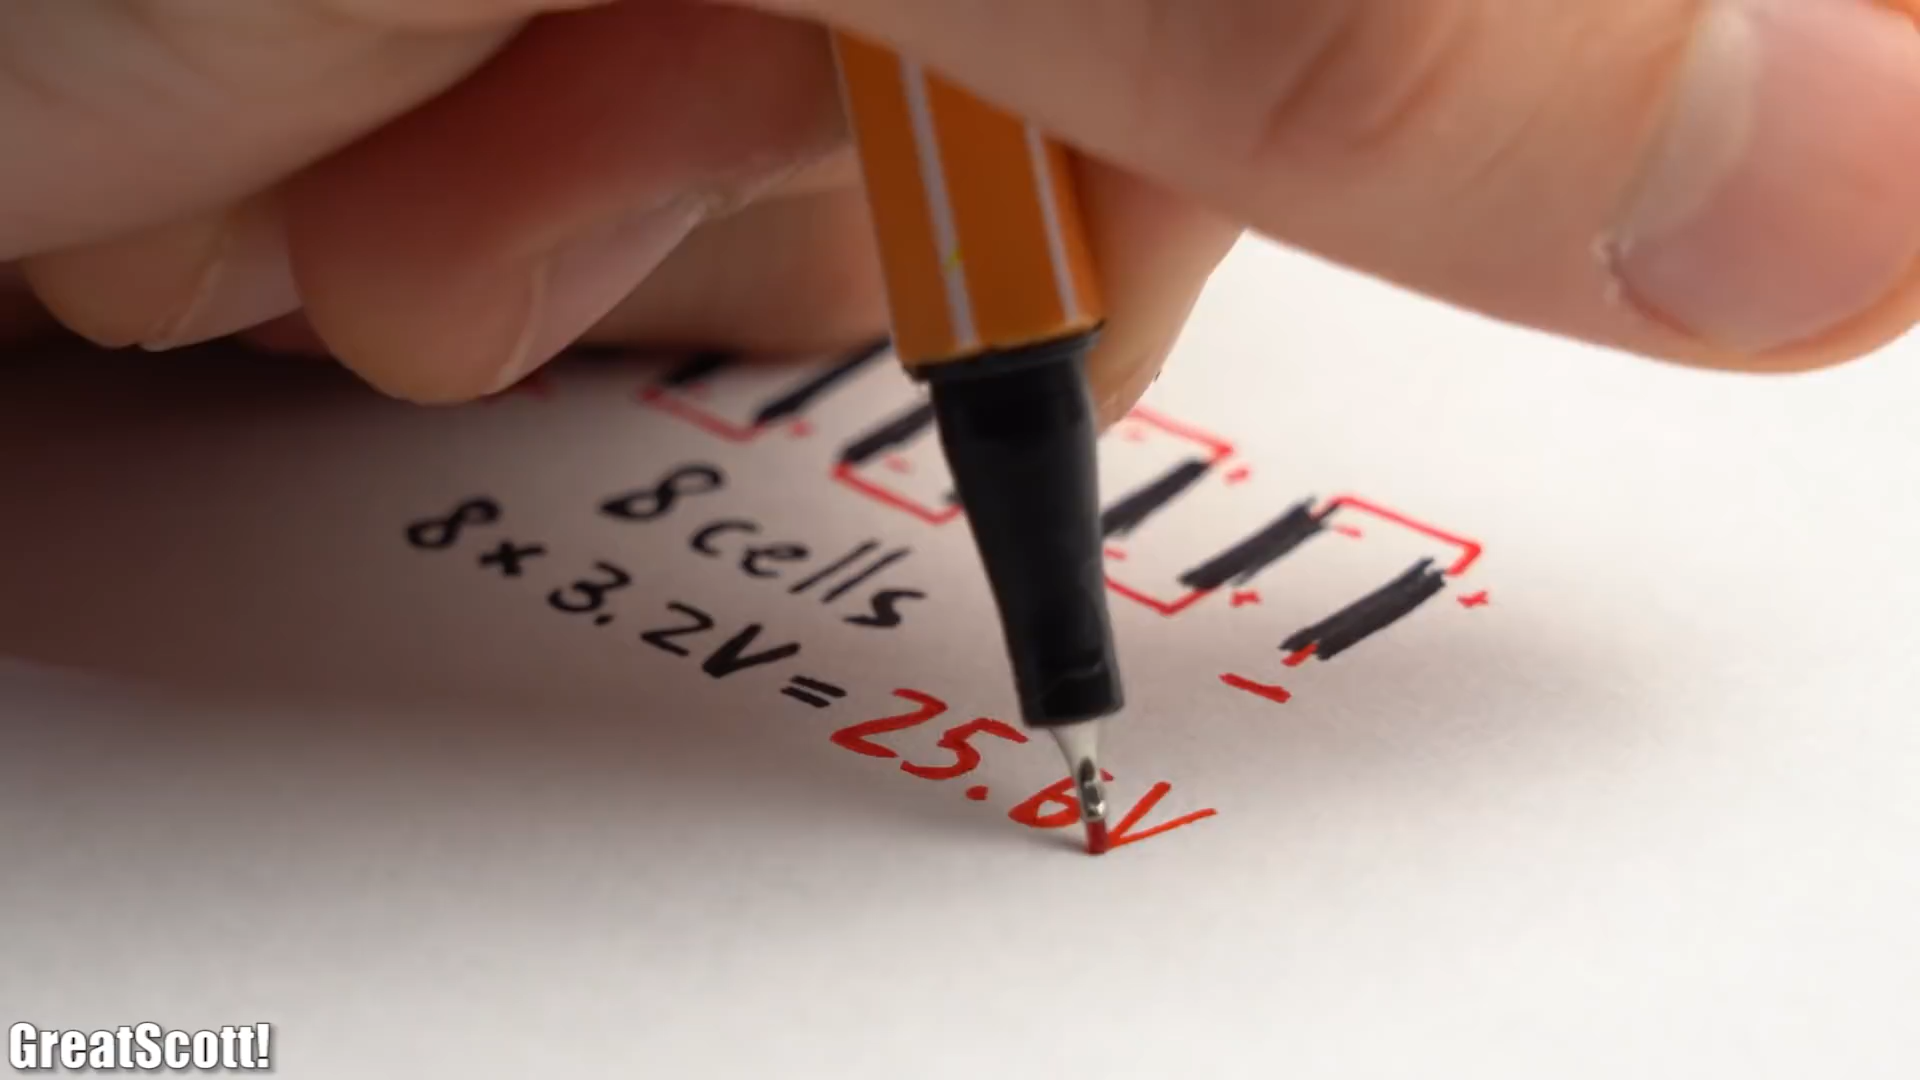 8 cells
8 × 3.2V = 25.6V
GreatScott!